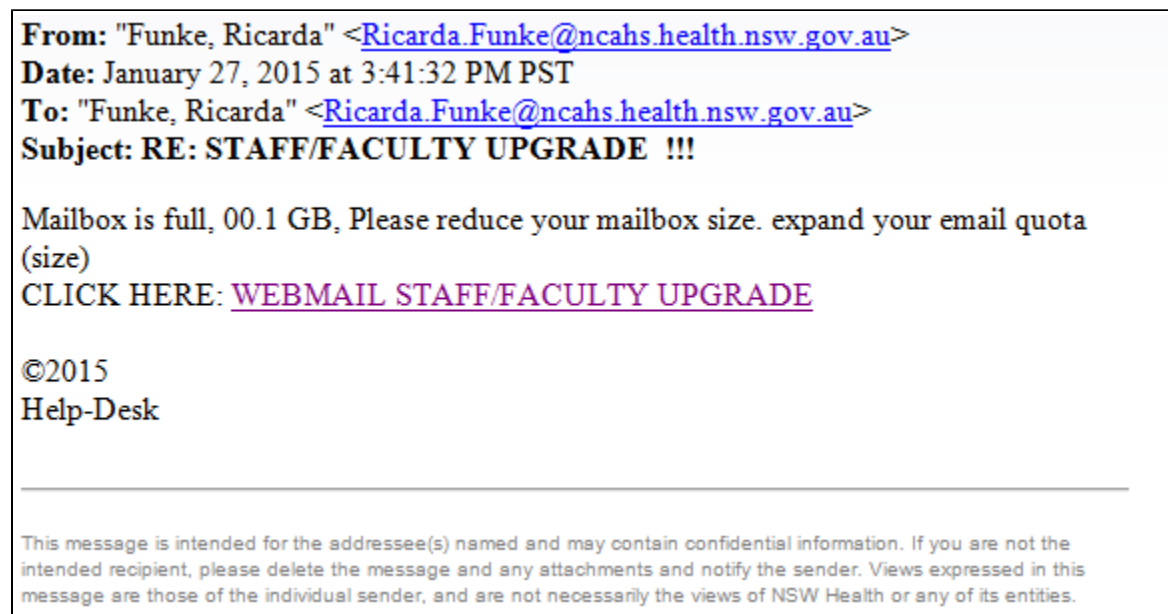 From: "Funke, Ricarda" <Ricarda.Funke@ncahs.health.nsw.gov.au>
Date: January 27, 2015 at 3:41:32 PM PST
To: "Funke, Ricarda" <Ricarda.Funke@ncahs.health.nsw.gov.au>
Subject: RE: STAFF/FACULTY UPGRADE  !!!
Mailbox is full, 00.1 GB, Please reduce your mailbox size. expand your email quota
(size)
CLICK HERE: WEBMAIL STAFF/FACULTY UPGRADE
©2015
Help-Desk
This message is intended for the addressee(s) named and may contain confidential information. If you are not the
intended recipient, please delete the message and any attachments and notify the sender. Views expressed in this
message are those of the individual sender, and are not necessarily the views of NSW Health or any of its entities.